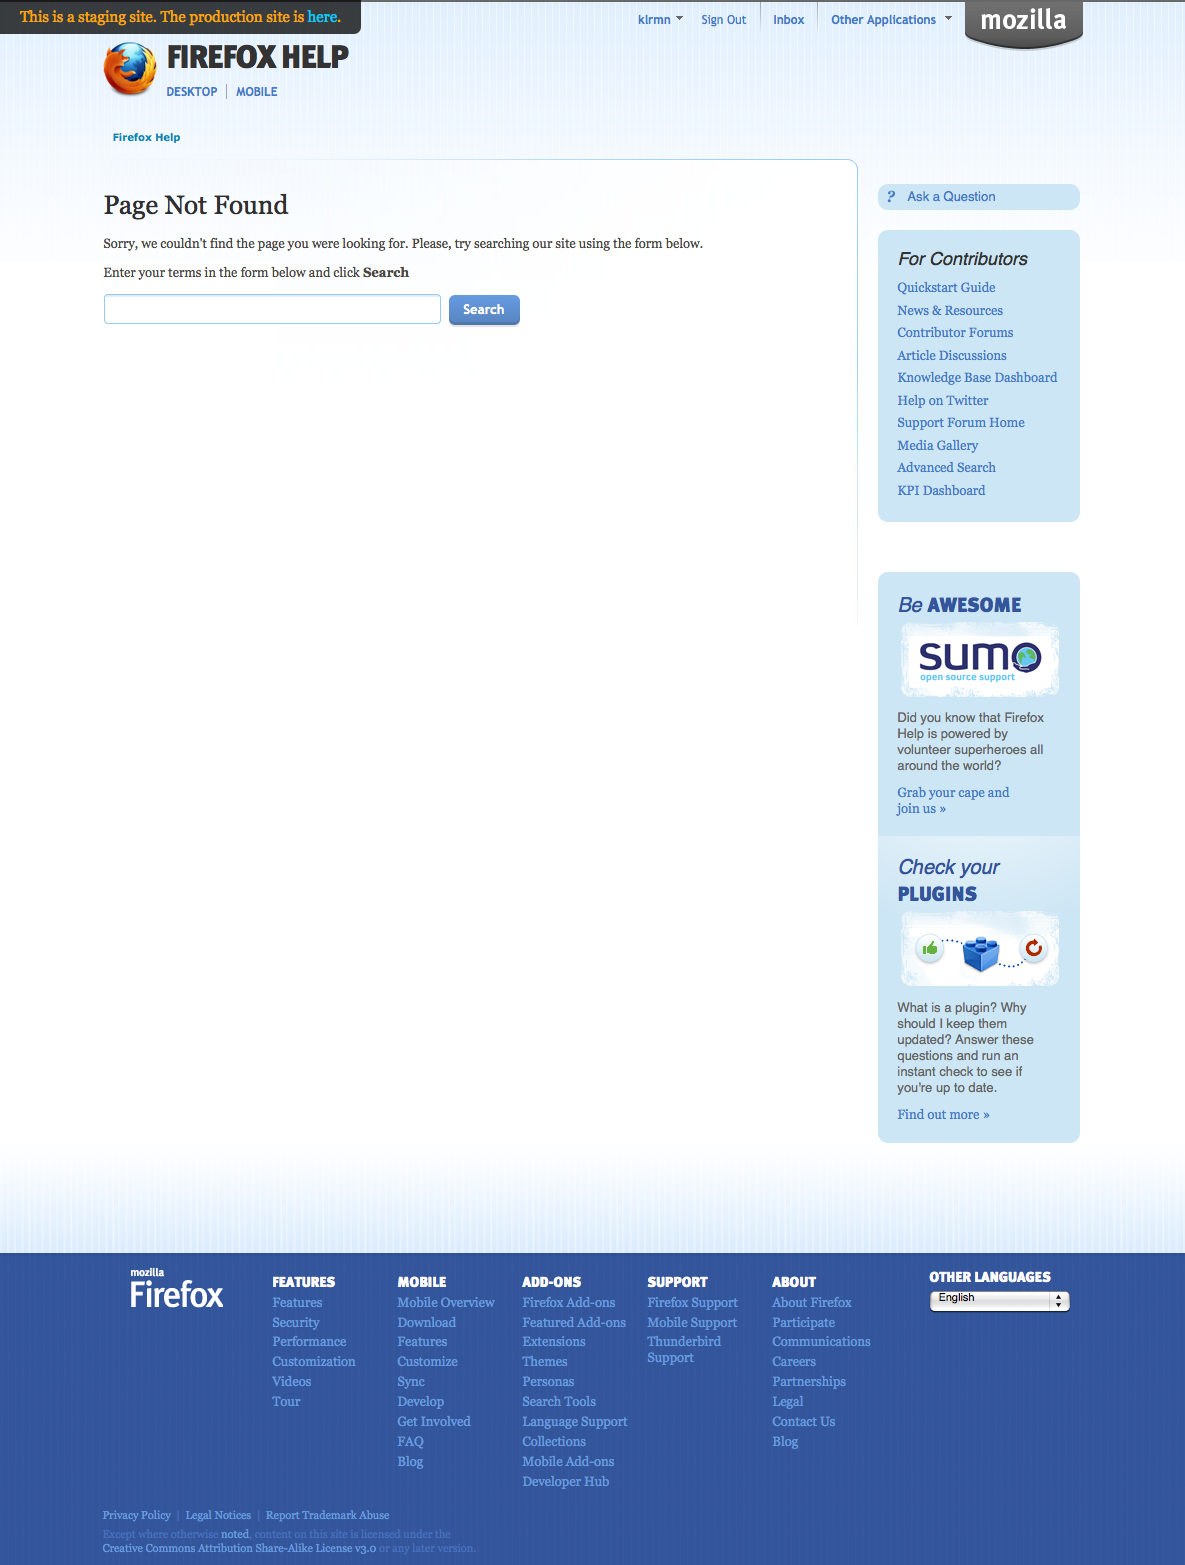 This is a staging site. The production site is here.
klrmn Sign Out Inbox Other Applications mozilla
FIREFOX HELP
DESKTOP MOBILE
Firefox Help
Page Not Found
Sorry, we couldn't find the page you were looking for. Please, try searching our site using the form below.
Enter your terms in the form below and click Search
Search
? Ask a Question
For Contributors
Quickstart Guide
News & Resources
Contributor Forums
Article Discussions
Knowledge Base Dashboard
Help on Twitter
Support Forum Home
Media Gallery
Advanced Search
KPI Dashboard
Be AWESOME
sumo
open source support
Did you know that Firefox
Help is powered by
volunteer superheroes all
around the world?
Grab your cape and
join us »
Check your
PLUGINS
What is a plugin? Why
should I keep them
updated? Answer these
questions and run an
instant check to see if
you're up to date.
Find out more »
mozilla
Firefox
FEATURES
Features
Security
Performance
Customization
Videos
Tour
MOBILE
Mobile Overview
Download
Features
Customize
Sync
Develop
Get Involved
FAQ
Blog
ADD-ONS
Firefox Add-ons
Featured Add-ons
Extensions
Themes
Personas
Search Tools
Language Support
Collections
Mobile Add-ons
Developer Hub
SUPPORT
Firefox Support
Mobile Support
Thunderbird
Support
ABOUT
About Firefox
Participate
Communications
Careers
Partnerships
Legal
Contact Us
Blog
OTHER LANGUAGES
English
Privacy Policy | Legal Notices | Report Trademark Abuse
Except where otherwise noted, content on this site is licensed under the
Creative Commons Attribution Share-Alike License v3.0 or any later version.